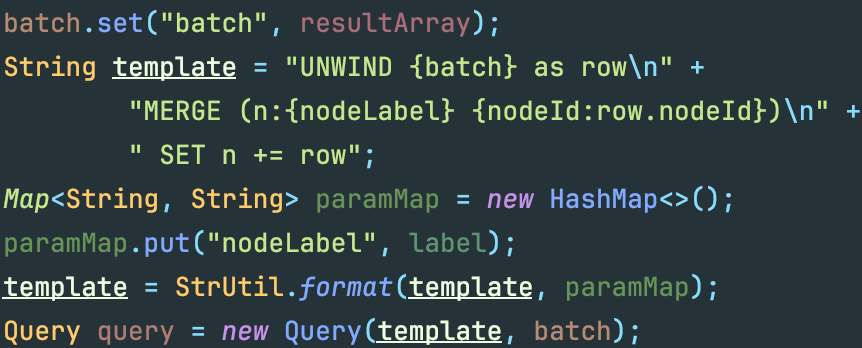 batch.set("batch", resultArray);
String template = "UNWIND {batch} as row\n" +
"MERGE (n:{nodeLabel} {nodeId:row.nodeId})\n" +
" SET n += row";
Map<String, String> paramMap = new HashMap<>();
paramMap.put("nodeLabel", label);
template = StrUtil.format(template, paramMap);
Query query = new Query(template, batch);